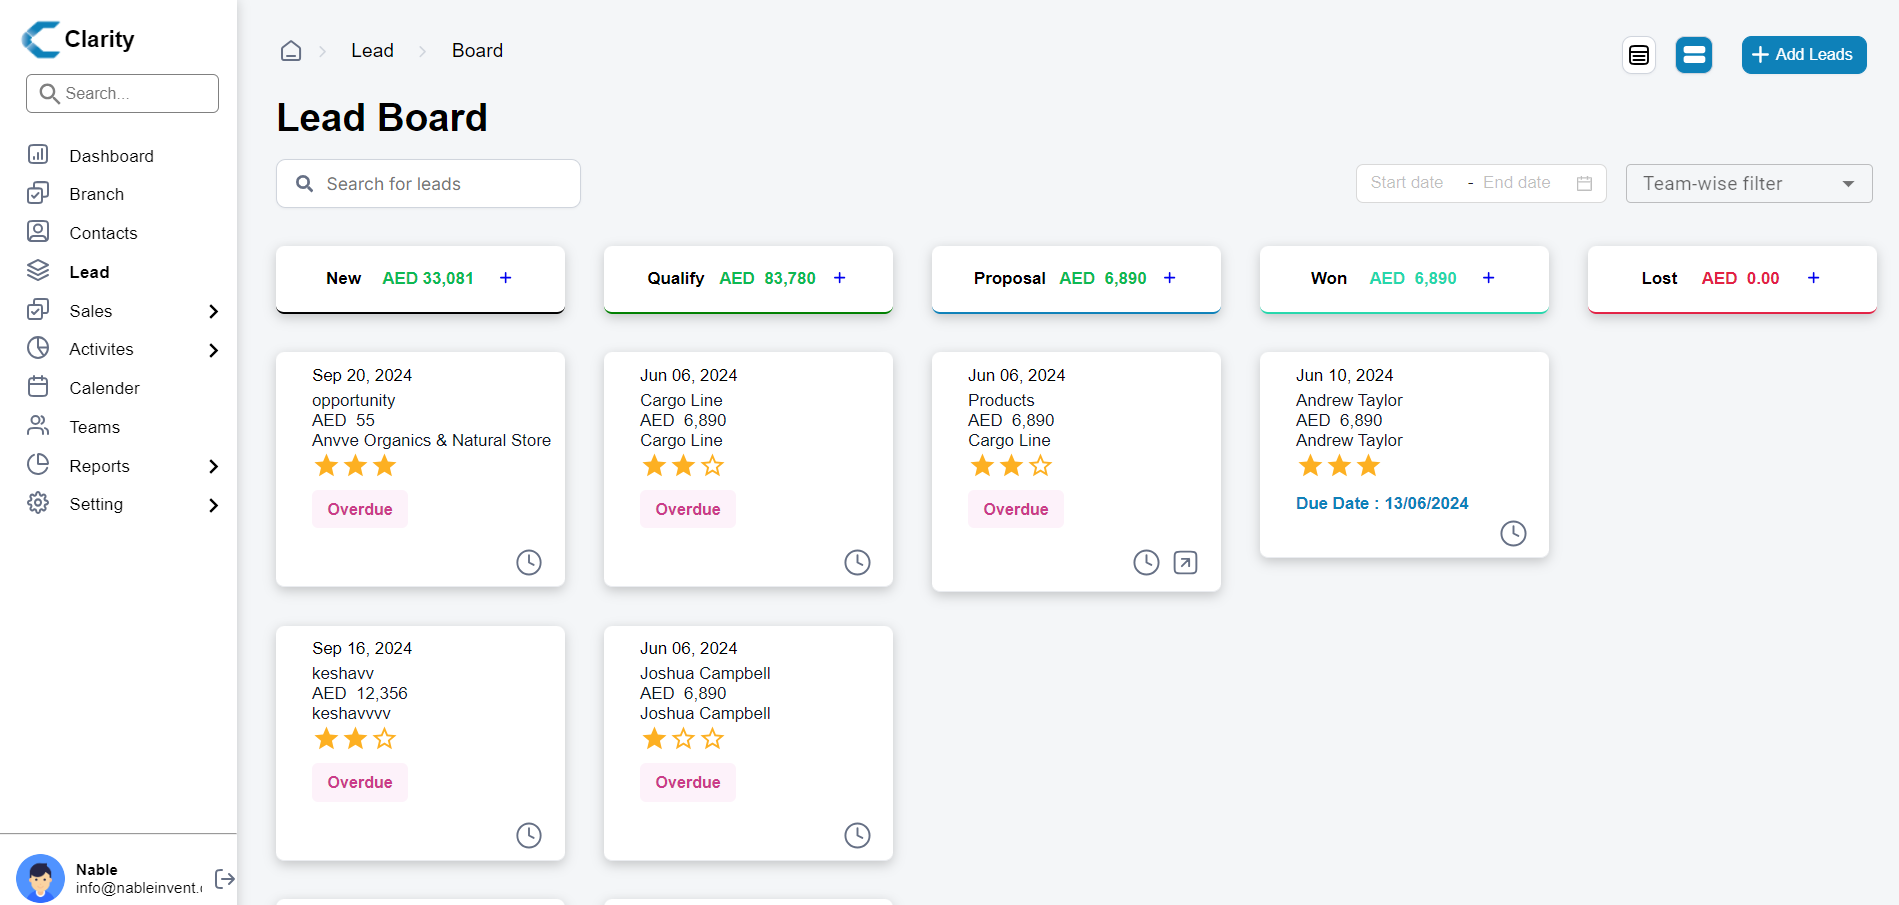 Clarity
Search...
Dashboard
Branch
Contacts
Lead
Sales
Activites
Calender
Teams
Reports
Setting
Nable
info@nableinvent.
Lead
Board
+ Add Leads
Lead Board
Search for leads
Start date - End date
Team-wise filter
New AED 33,081 +
Qualify AED 83,780 +
Proposal AED 6,890 +
Won AED 6,890 +
Lost AED 0.00 +
Sep 20, 2024
opportunity
AED 55
Anvve Organics & Natural Store
Overdue
Sep 16, 2024
keshavv
AED 12,356
keshavvvv
Overdue
Jun 06, 2024
Cargo Line
AED 6,890
Cargo Line
Overdue
Jun 06, 2024
Joshua Campbell
AED 6,890
Joshua Campbell
Overdue
Jun 06, 2024
Products
AED 6,890
Cargo Line
Overdue
Jun 10, 2024
Andrew Taylor
AED 6,890
Andrew Taylor
Due Date : 13/06/2024